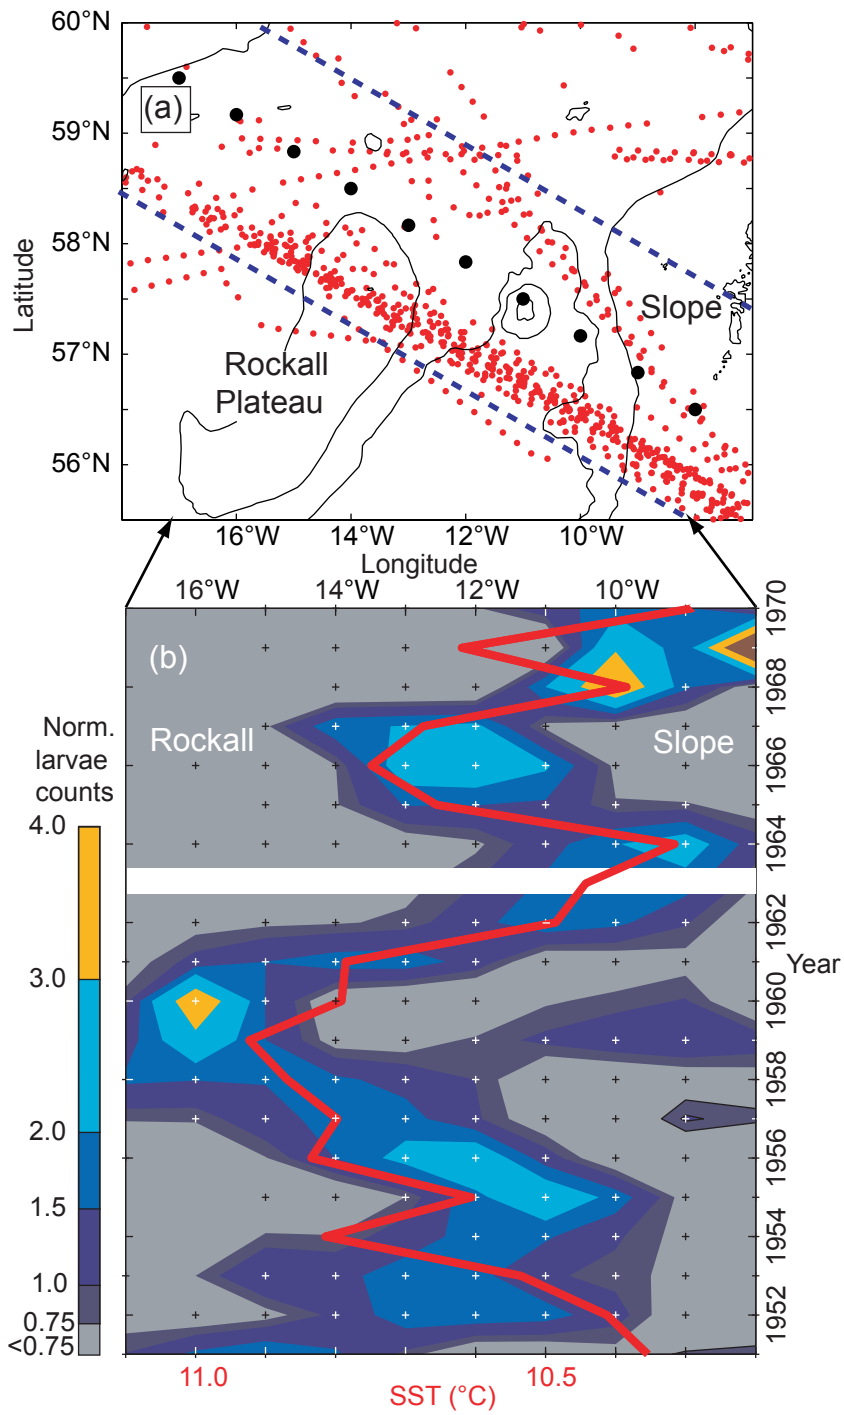 60°N
(a)
59°N
58°N
57°N
56°N
Latitude
Slope
Rockall
Plateau
16°W
14°W
12°W
10°W
Longitude
16°W
14°W
12°W
10°W
(b)
Rockall
Slope
Norm.
larvae
counts
4.0
3.0
2.0
1.5
1.0
0.75
<0.75
1970
1968
1966
1964
1962
1960
1958
1956
1954
1952
Year
11.0
10.5
SST (°C)